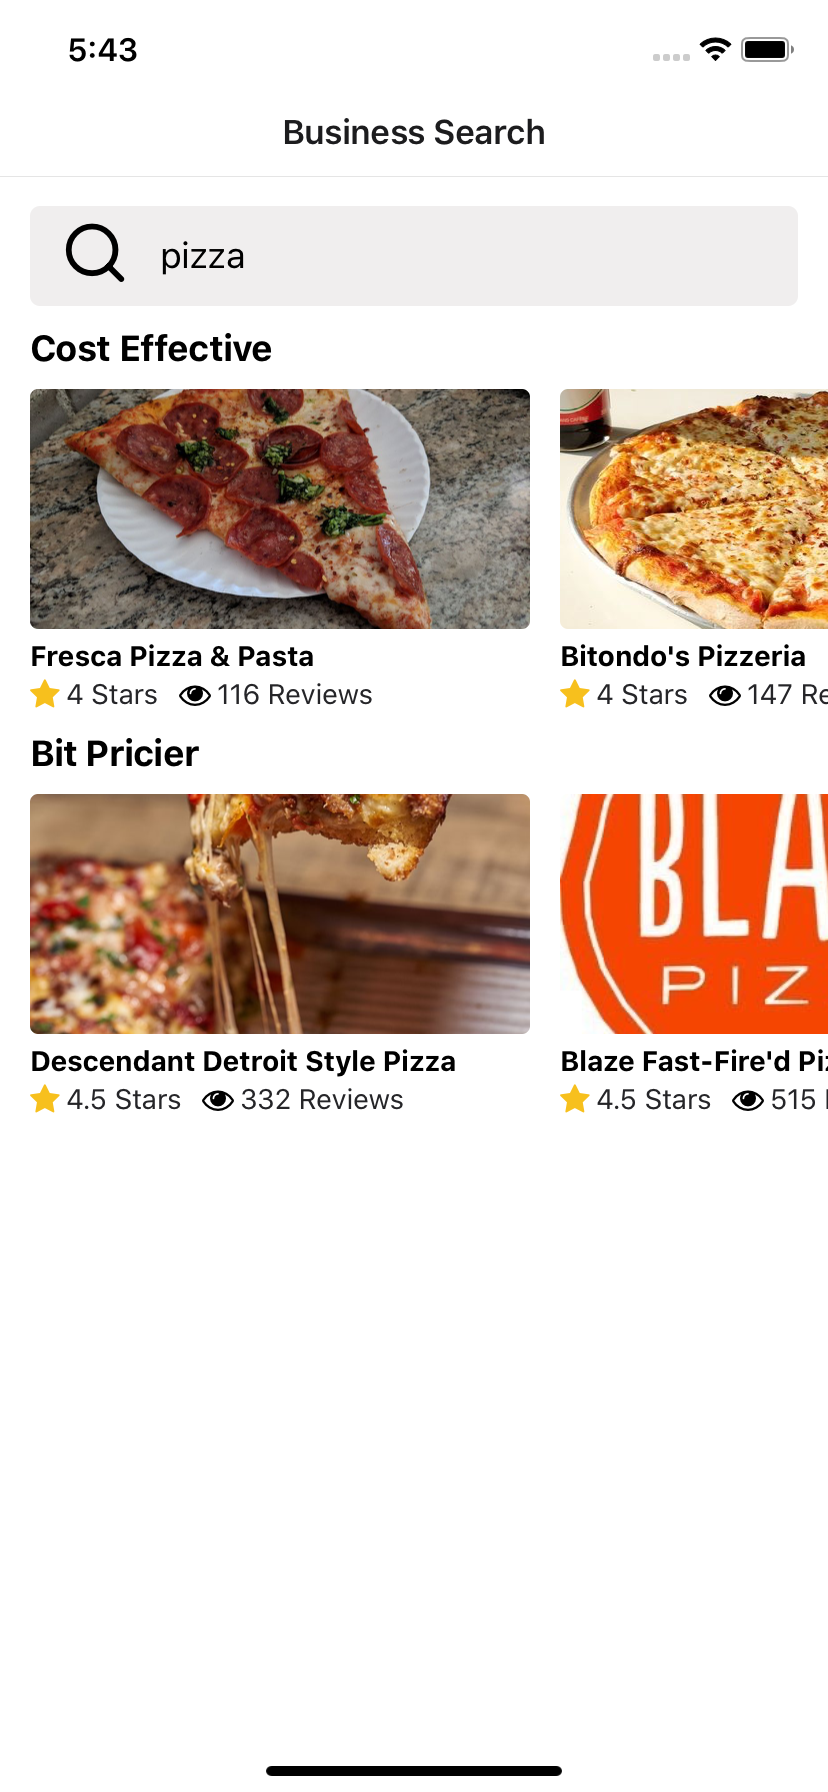 5:43
Business Search
pizza
Cost Effective
Fresca Pizza & Pasta
4 Stars 116 Reviews
Bitondo's Pizzeria
4 Stars 147 Re
Bit Pricier
BLA
PIZ
Descendant Detroit Style Pizza
4.5 Stars 332 Reviews
Blaze Fast-Fire'd Piz
4.5 Stars 515